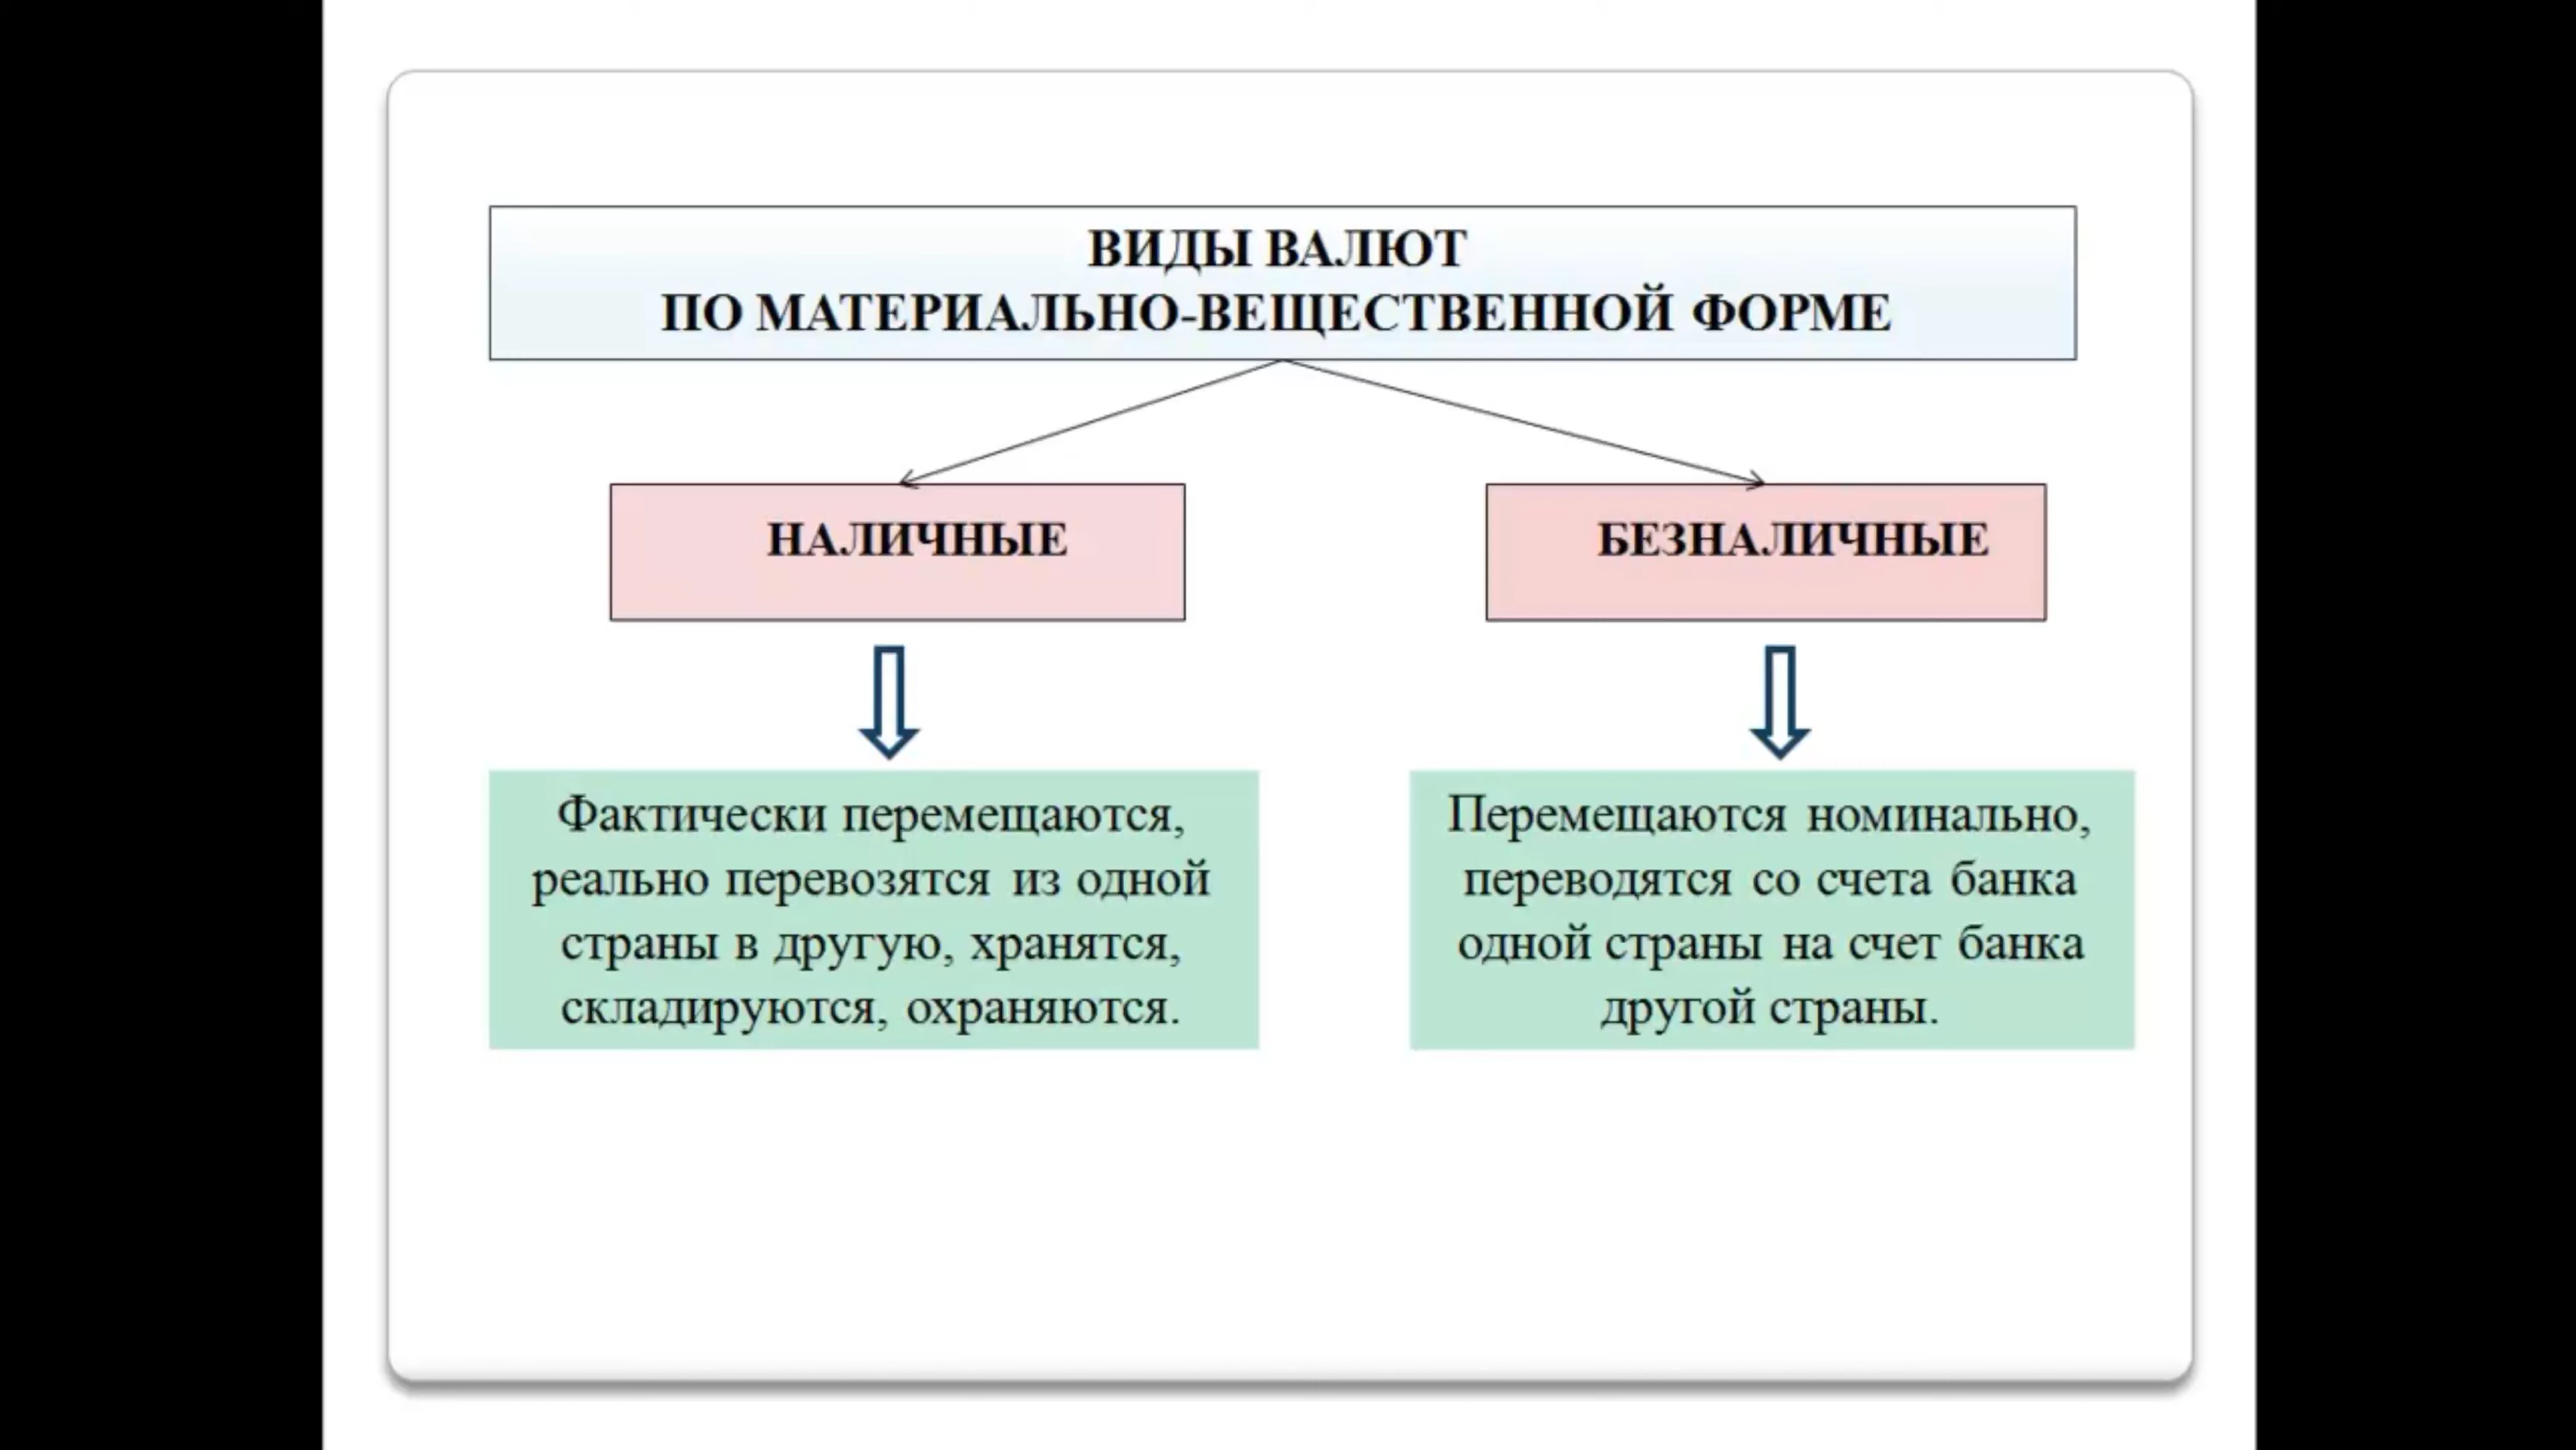 ВИДЫ ВАЛЮТ
ПО МАТЕРИАЛЬНО-ВЕЩЕСТВЕННОЙ ФОРМЕ
НАЛИЧНЫЕ
БЕЗНАЛИЧНЫЕ
Фактически перемещаются,
реально перевозятся из одной
страны в другую, хранятся,
складируются, охраняются.
Перемещаются номинально,
переводятся со счета банка
одной страны на счет банка
другой страны.